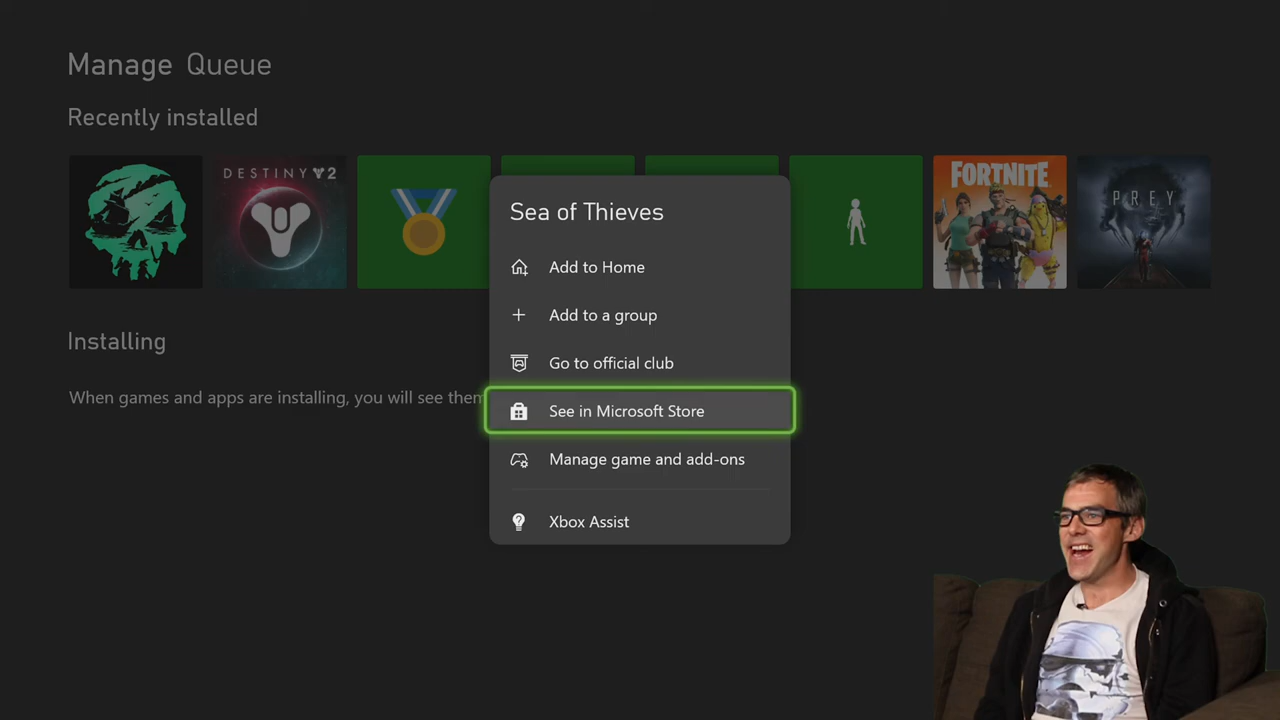 Manage Queue
Recently installed
DESTINY 2
FORTNITE
PREY
Sea of Thieves
Add to Home
Add to a group
Go to official club
See in Microsoft Store
Manage game and add-ons
Xbox Assist
Installing
When games and apps are installing, you will see them